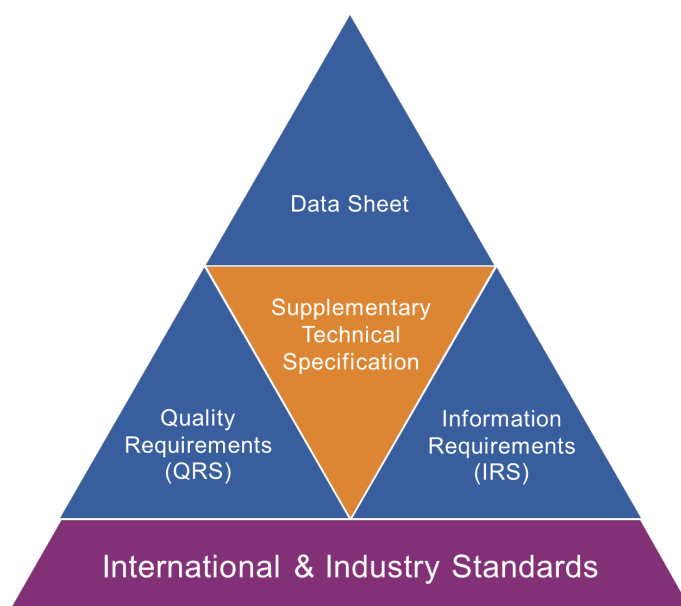 Data Sheet
Supplementary
Technical
Specification
Quality
Requirements
(QRS)
Information
Requirements
(IRS)
International & Industry Standards